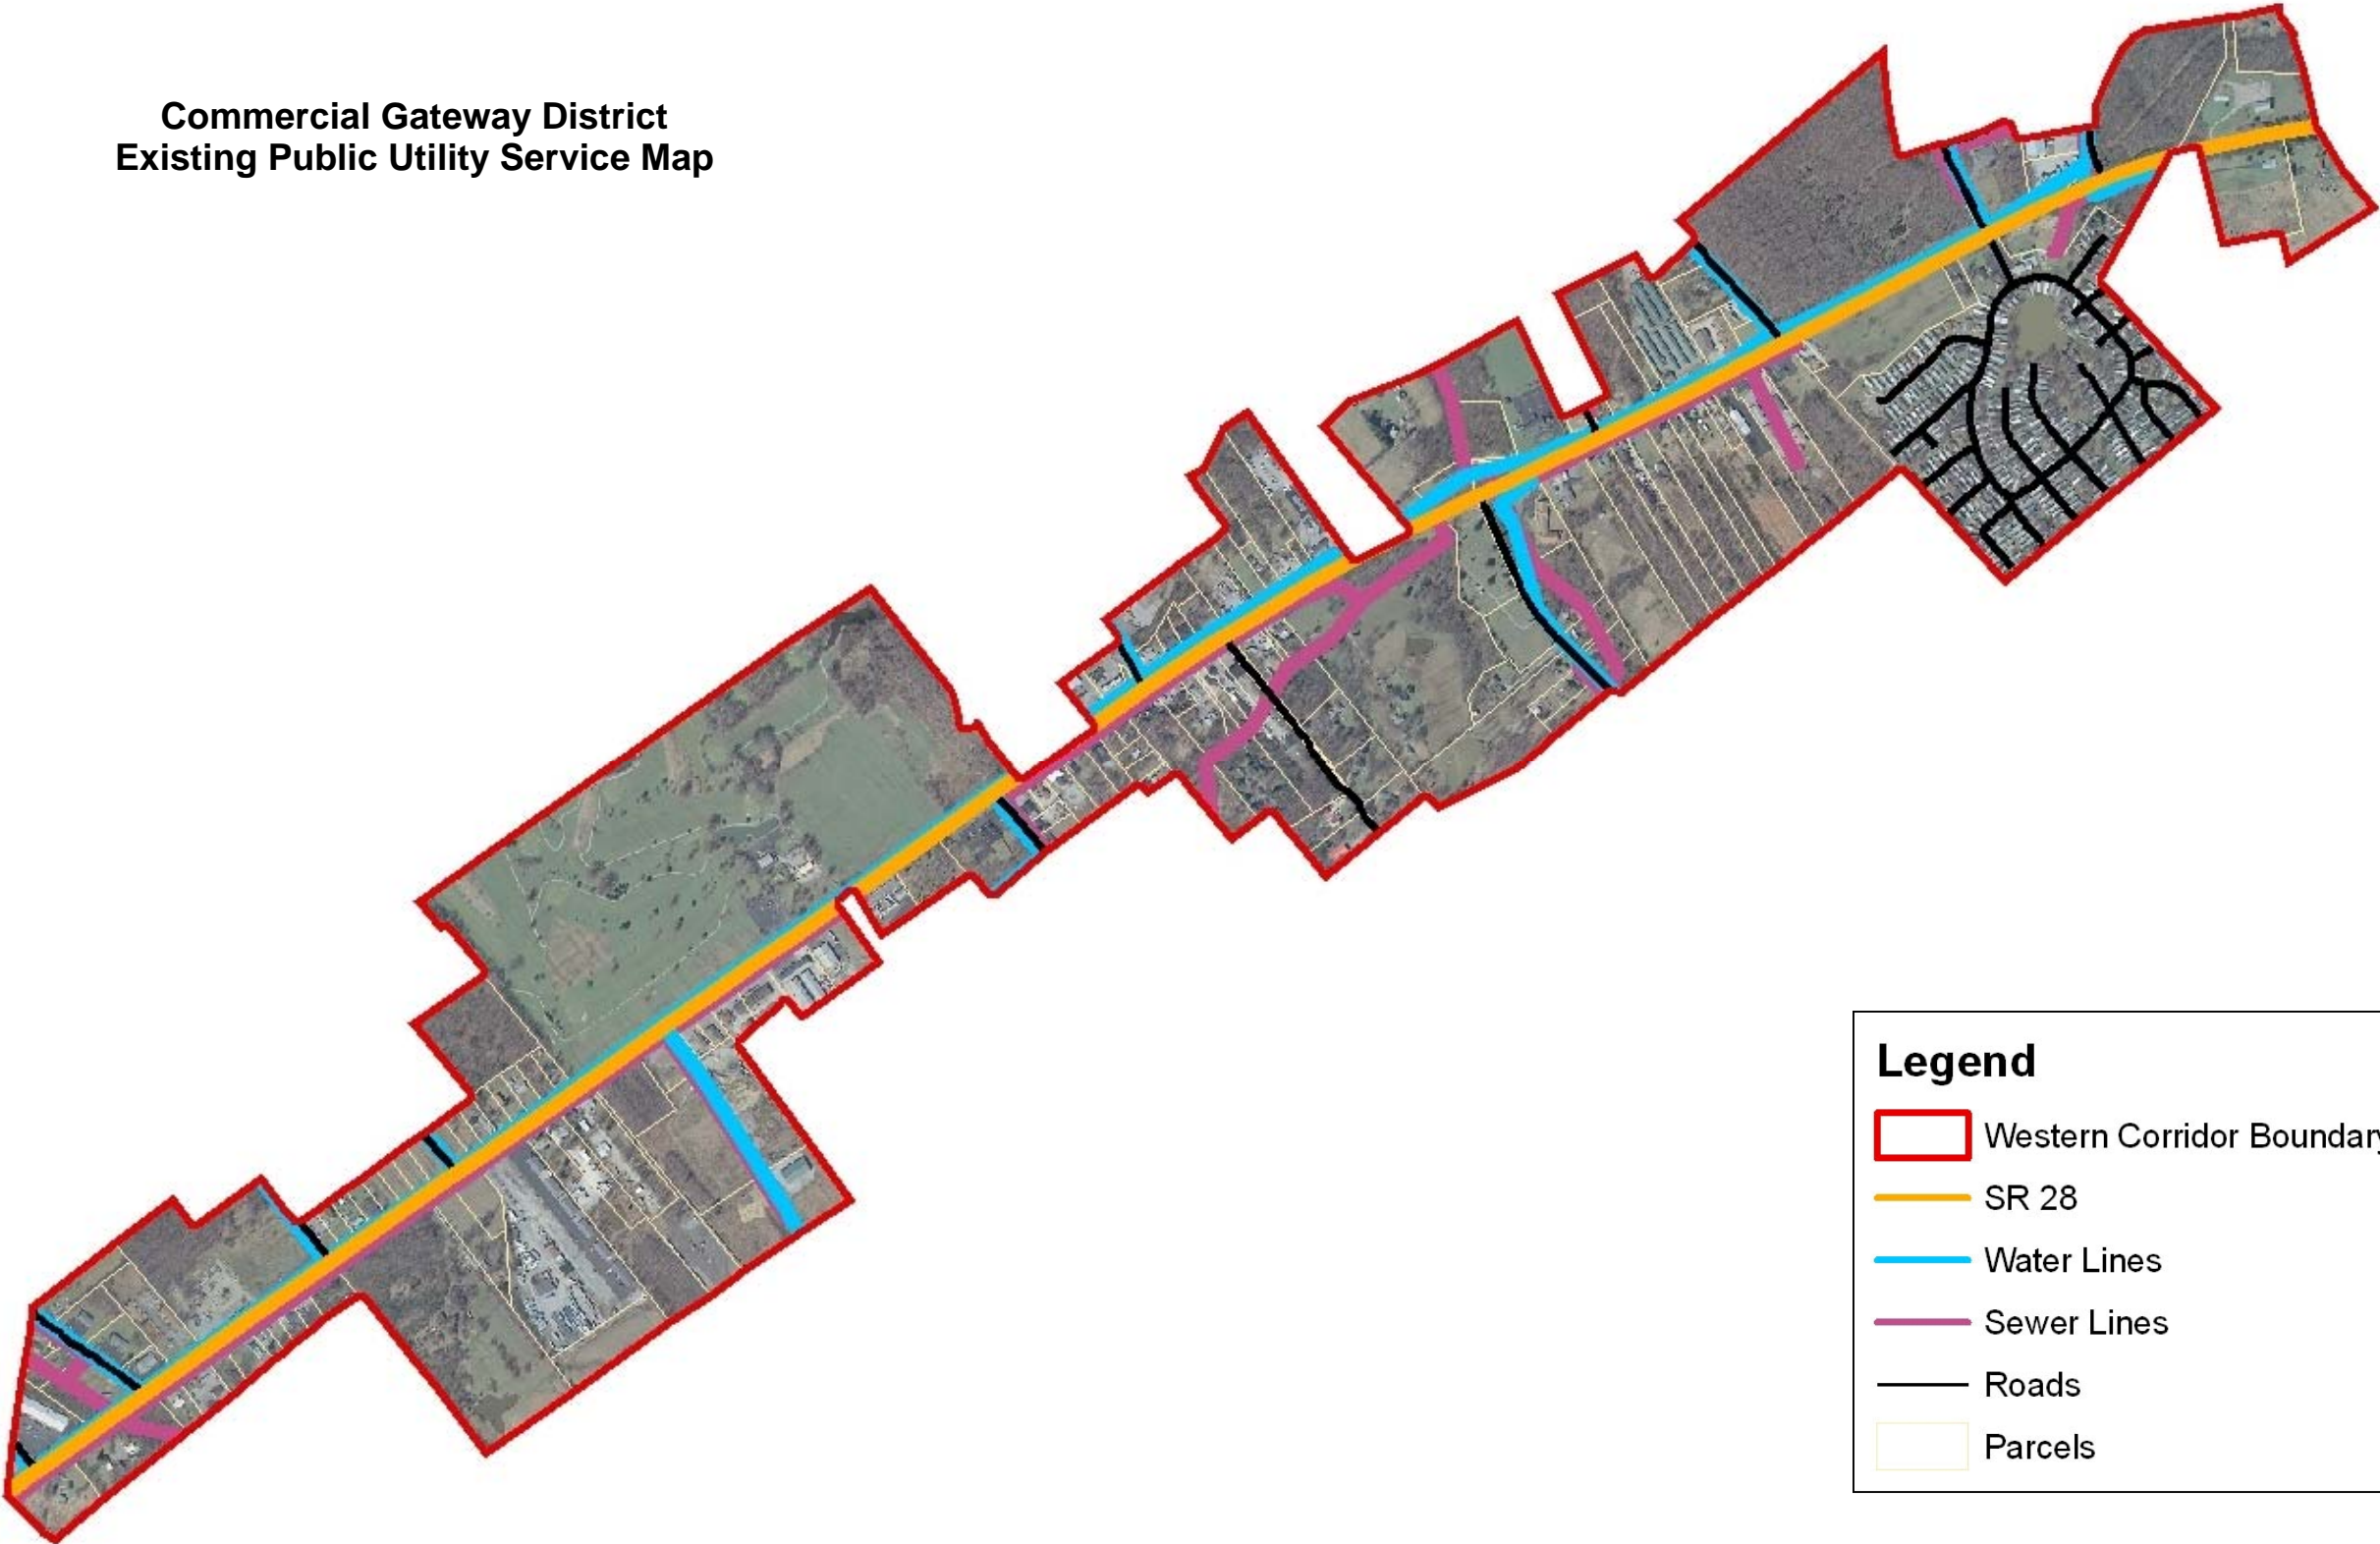 Commercial Gateway District
Existing Public Utility Service Map
Legend
Western Corridor Boundary
SR 28
Water Lines
Sewer Lines
Roads
Parcels